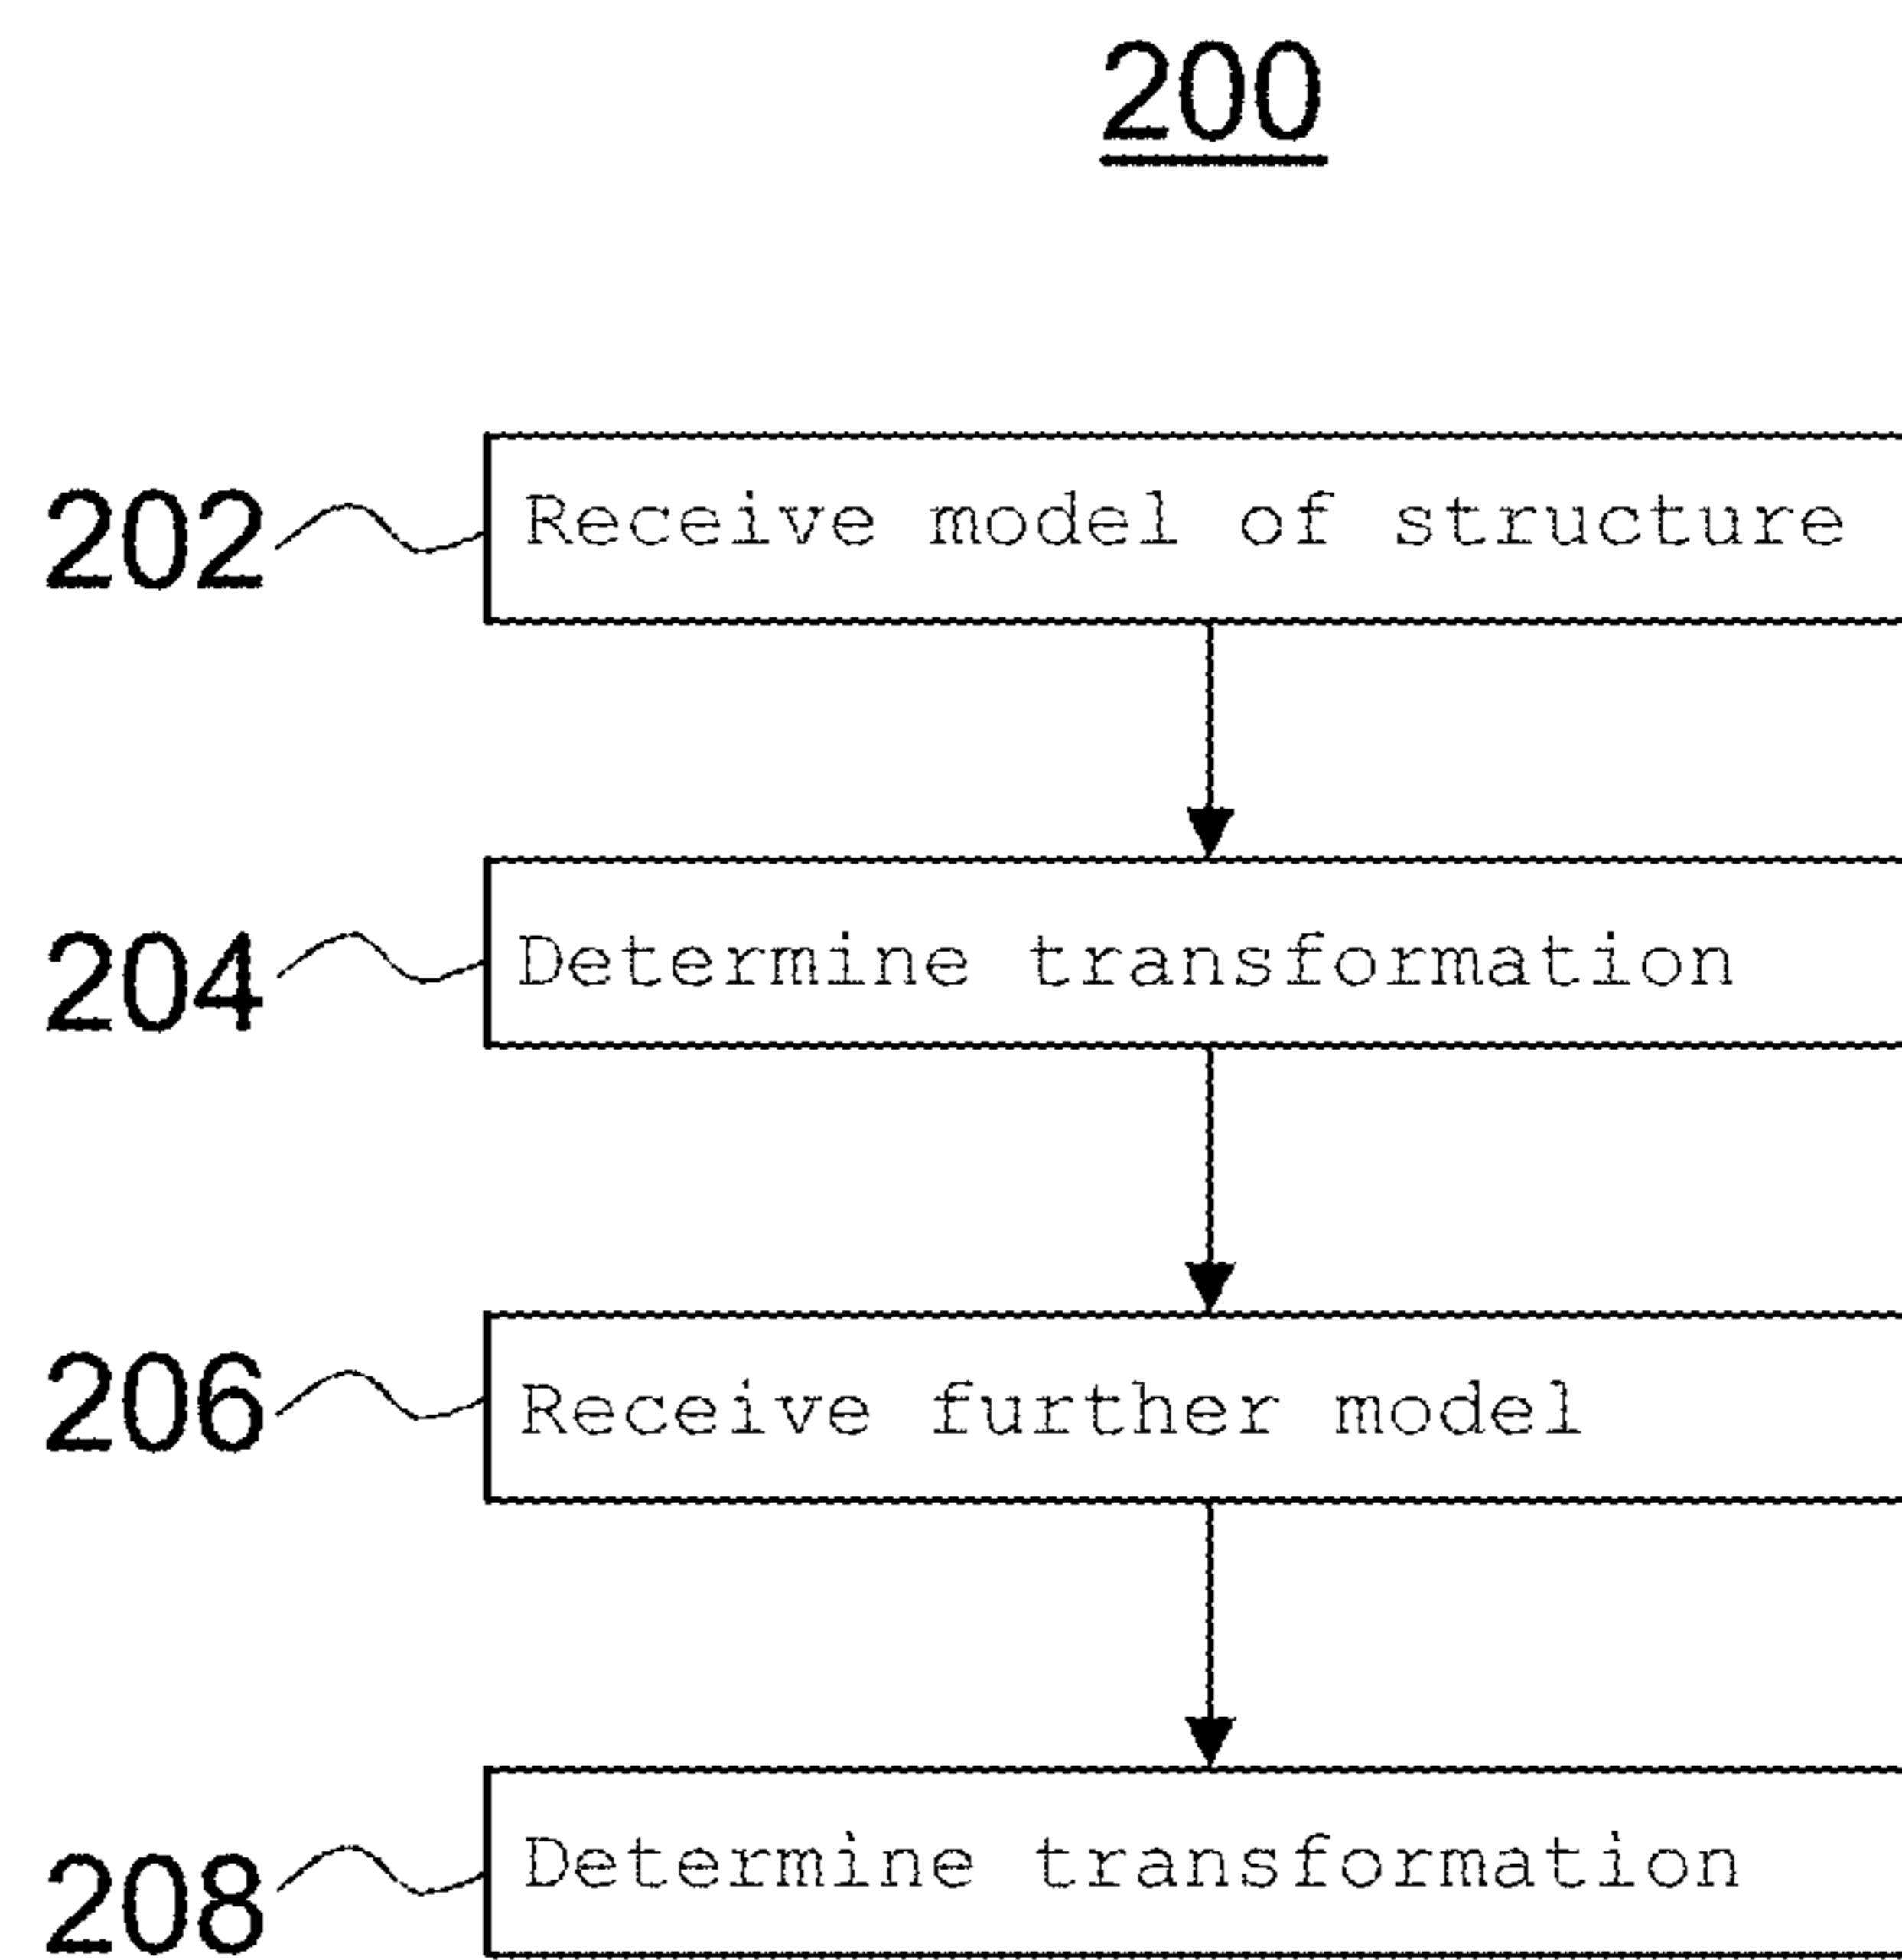 200
202 Receive model of structure
204 Determine transformation
206 Receive further model
208 Determine transformation